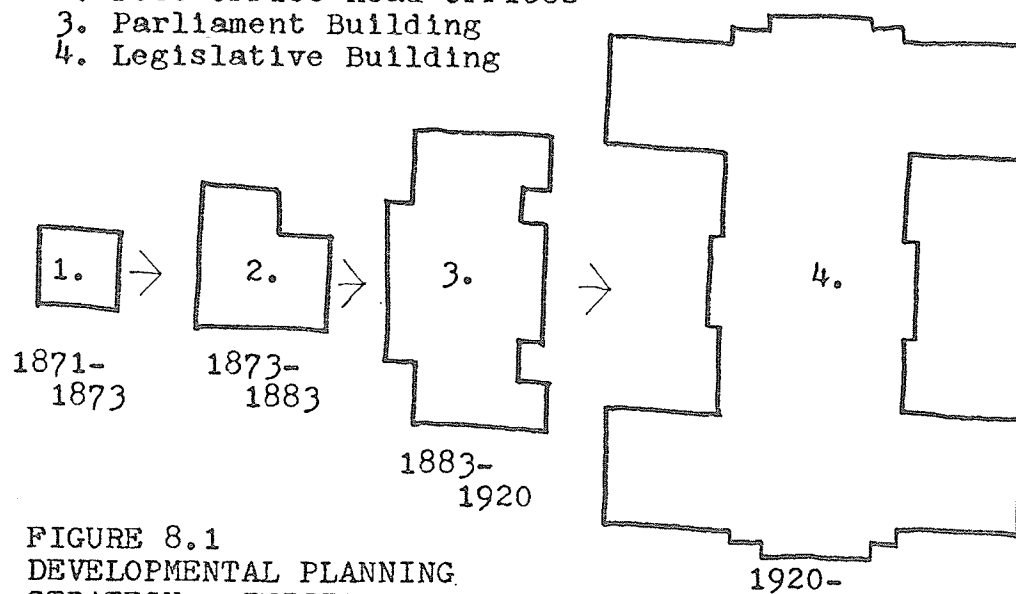 3. Parliament Building
4. Legislative Building
1.
2.
3.
4.
1871-
1873
1873-
1883
1883-
1920
1920-
FIGURE 8.1
DEVELOPMENTAL PLANNING